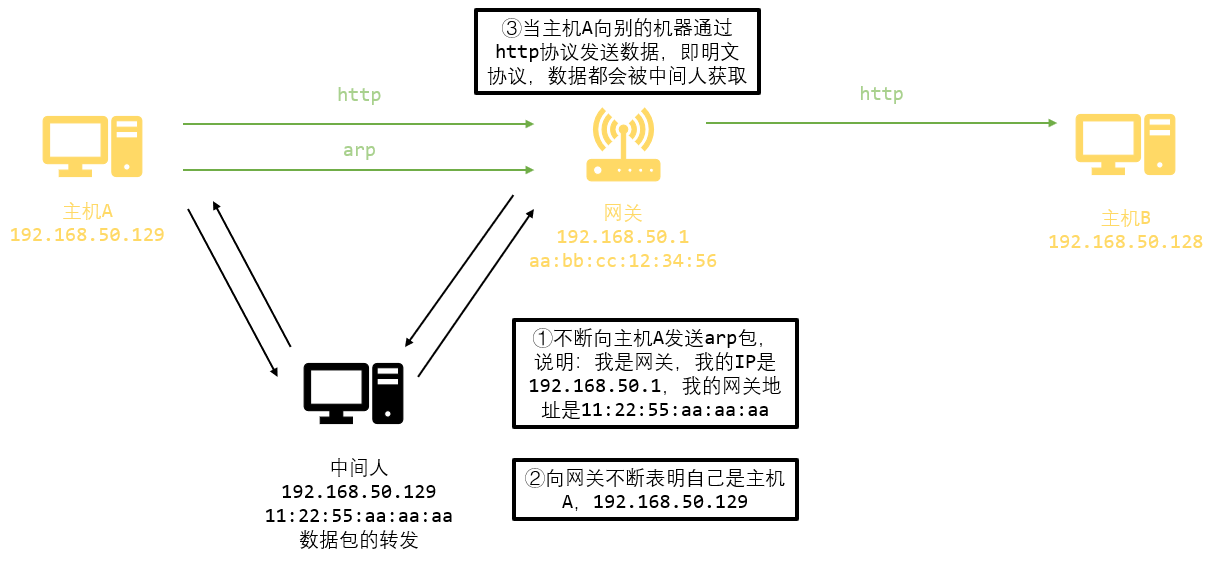 ③当主机A向别的机器通过
http协议发送数据，即明文
协议，数据都会被中间人获取
http
http
arp
主机A
192.168.50.129
网关
192.168.50.1
aa:bb:cc:12:34:56
主机B
192.168.50.128
①不断向主机A发送arp包，
说明：我是网关，我的IP是
192.168.50.1，我的网关地
址是11:22:55:aa:aa:aa
中间人
192.168.50.129
11:22:55:aa:aa:aa
数据包的转发
②向网关不断表明自己是主机
A，192.168.50.129